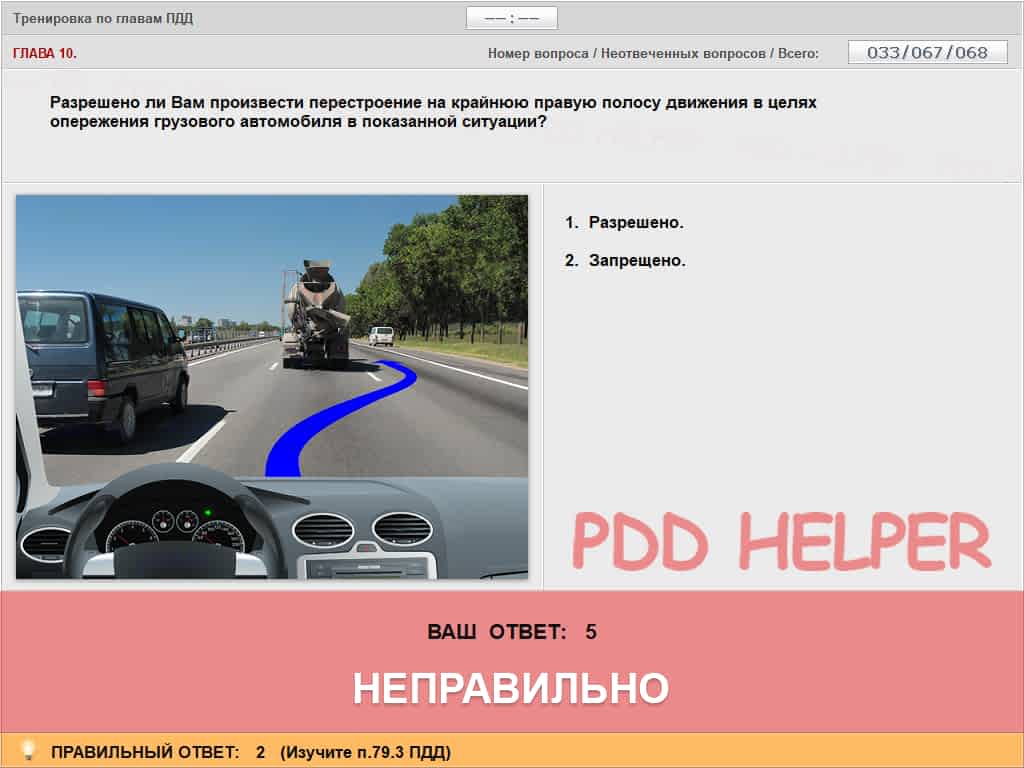 Тренировка по главам ПДД
—— : ——
ГЛАВА 10.
Номер вопроса / Неотвеченных вопросов / Всего: 033/067/068
Разрешено ли Вам произвести перестроение на крайнюю правую полосу движения в целях
опережения грузового автомобиля в показанной ситуации?
1. Разрешено.
2. Запрещено.
PDD HELPER
ВАШ ОТВЕТ: 5
НЕПРАВИЛЬНО
ПРАВИЛЬНЫЙ ОТВЕТ: 2 (Изучите п.79.3 ПДД)